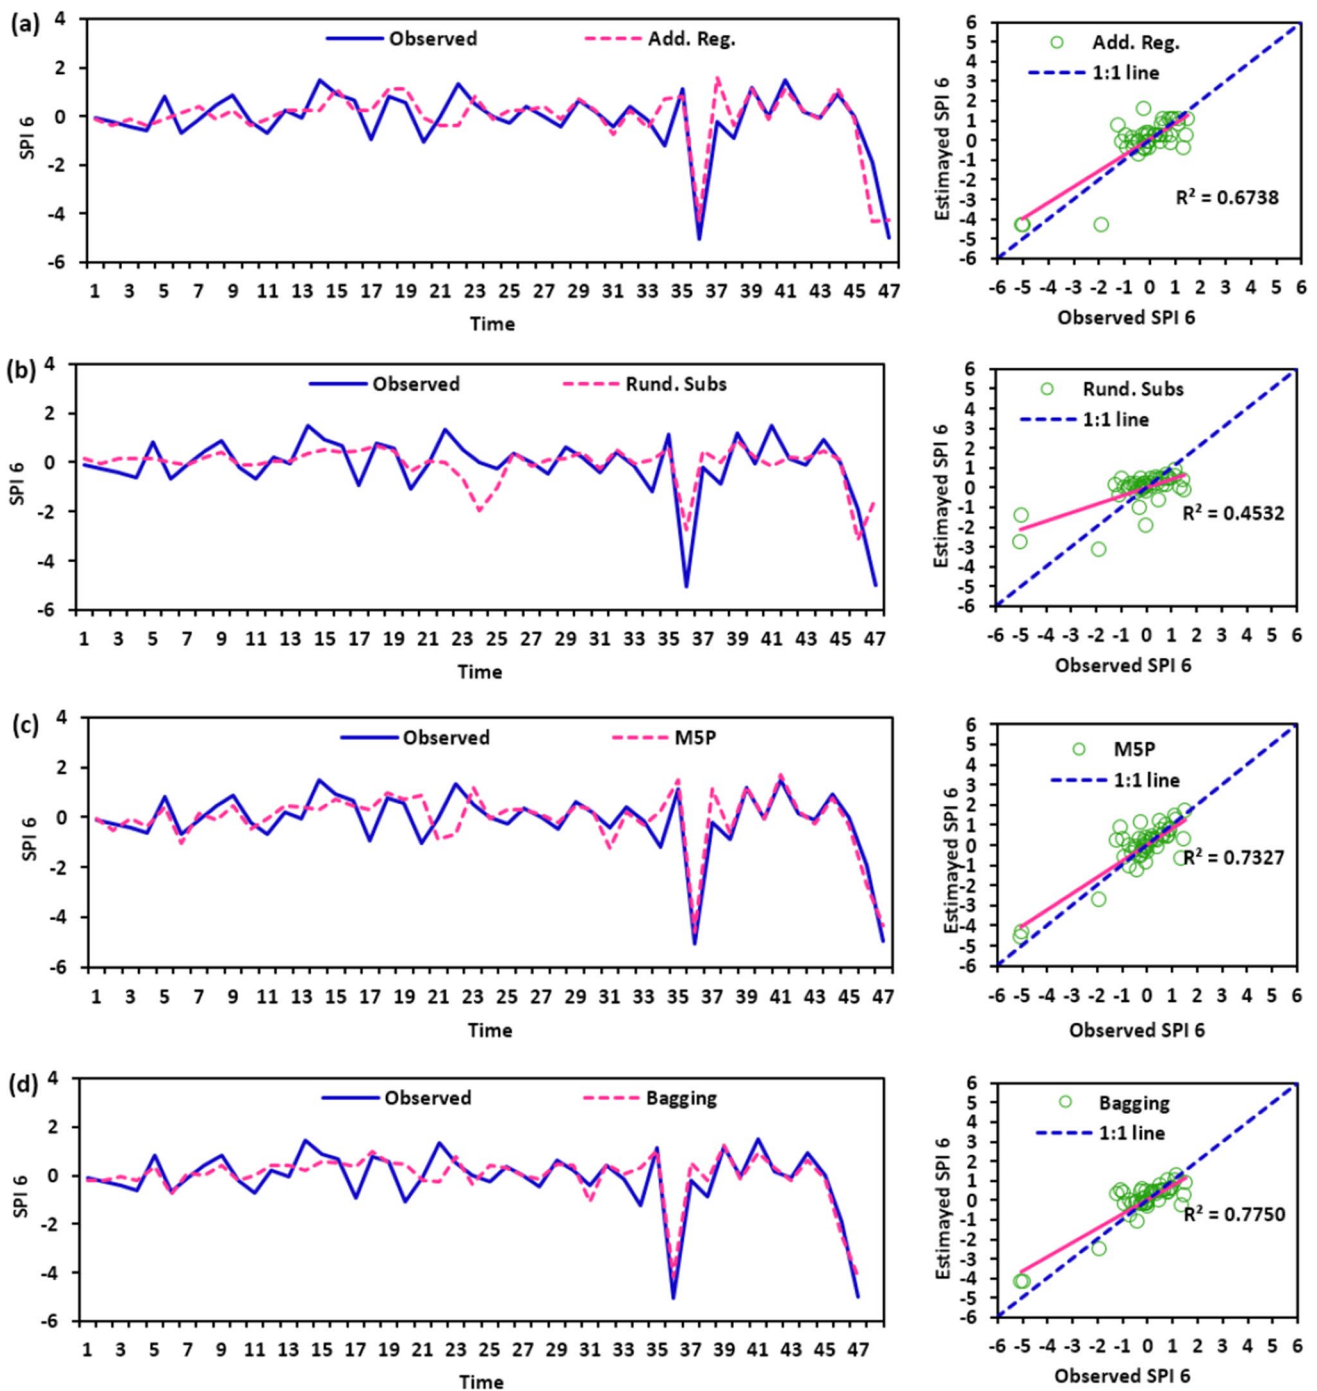 (a)
4
2
0
-2
-4
-6
SPI 6
Observed Add. Reg.
1 3 5 7 9 11 13 15 17 19 21 23 25 27 29 31 33 35 37 39 41 43 45 47
Time
6
5
4
3
2
1
0
-1
-2
-3
-4
-5
-6
Estimayed SPI 6
Add. Reg.
1:1 line
R² = 0.6738
-6 -5 -4 -3 -2 -1 0 1 2 3 4 5 6
Observed SPI 6
(b)
4
2
0
-2
-4
-6
SPI 6
Observed Rund. Subs
1 3 5 7 9 11 13 15 17 19 21 23 25 27 29 31 33 35 37 39 41 43 45 47
Time
6
5
4
3
2
1
0
-1
-2
-3
-4
-5
-6
Estimayed SPI 6
Rund. Subs
1:1 line
R² = 0.4532
-6 -5 -4 -3 -2 -1 0 1 2 3 4 5 6
Observed SPI 6
(c)
4
2
0
-2
-4
-6
SPI 6
Observed M5P
1 3 5 7 9 11 13 15 17 19 21 23 25 27 29 31 33 35 37 39 41 43 45 47
Time
6
5
4
3
2
1
0
-1
-2
-3
-4
-5
-6
Estimayed SPI 6
M5P
1:1 line
R² = 0.7327
-6 -5 -4 -3 -2 -1 0 1 2 3 4 5 6
Observed SPI 6
(d)
4
2
0
-2
-4
-6
SPI 6
Observed Bagging
1 3 5 7 9 11 13 15 17 19 21 23 25 27 29 31 33 35 37 39 41 43 45 47
Time
6
5
4
3
2
1
0
-1
-2
-3
-4
-5
-6
Estimayed SPI 6
Bagging
1:1 line
R² = 0.7750
-6 -5 -4 -3 -2 -1 0 1 2 3 4 5 6
Observed SPI 6